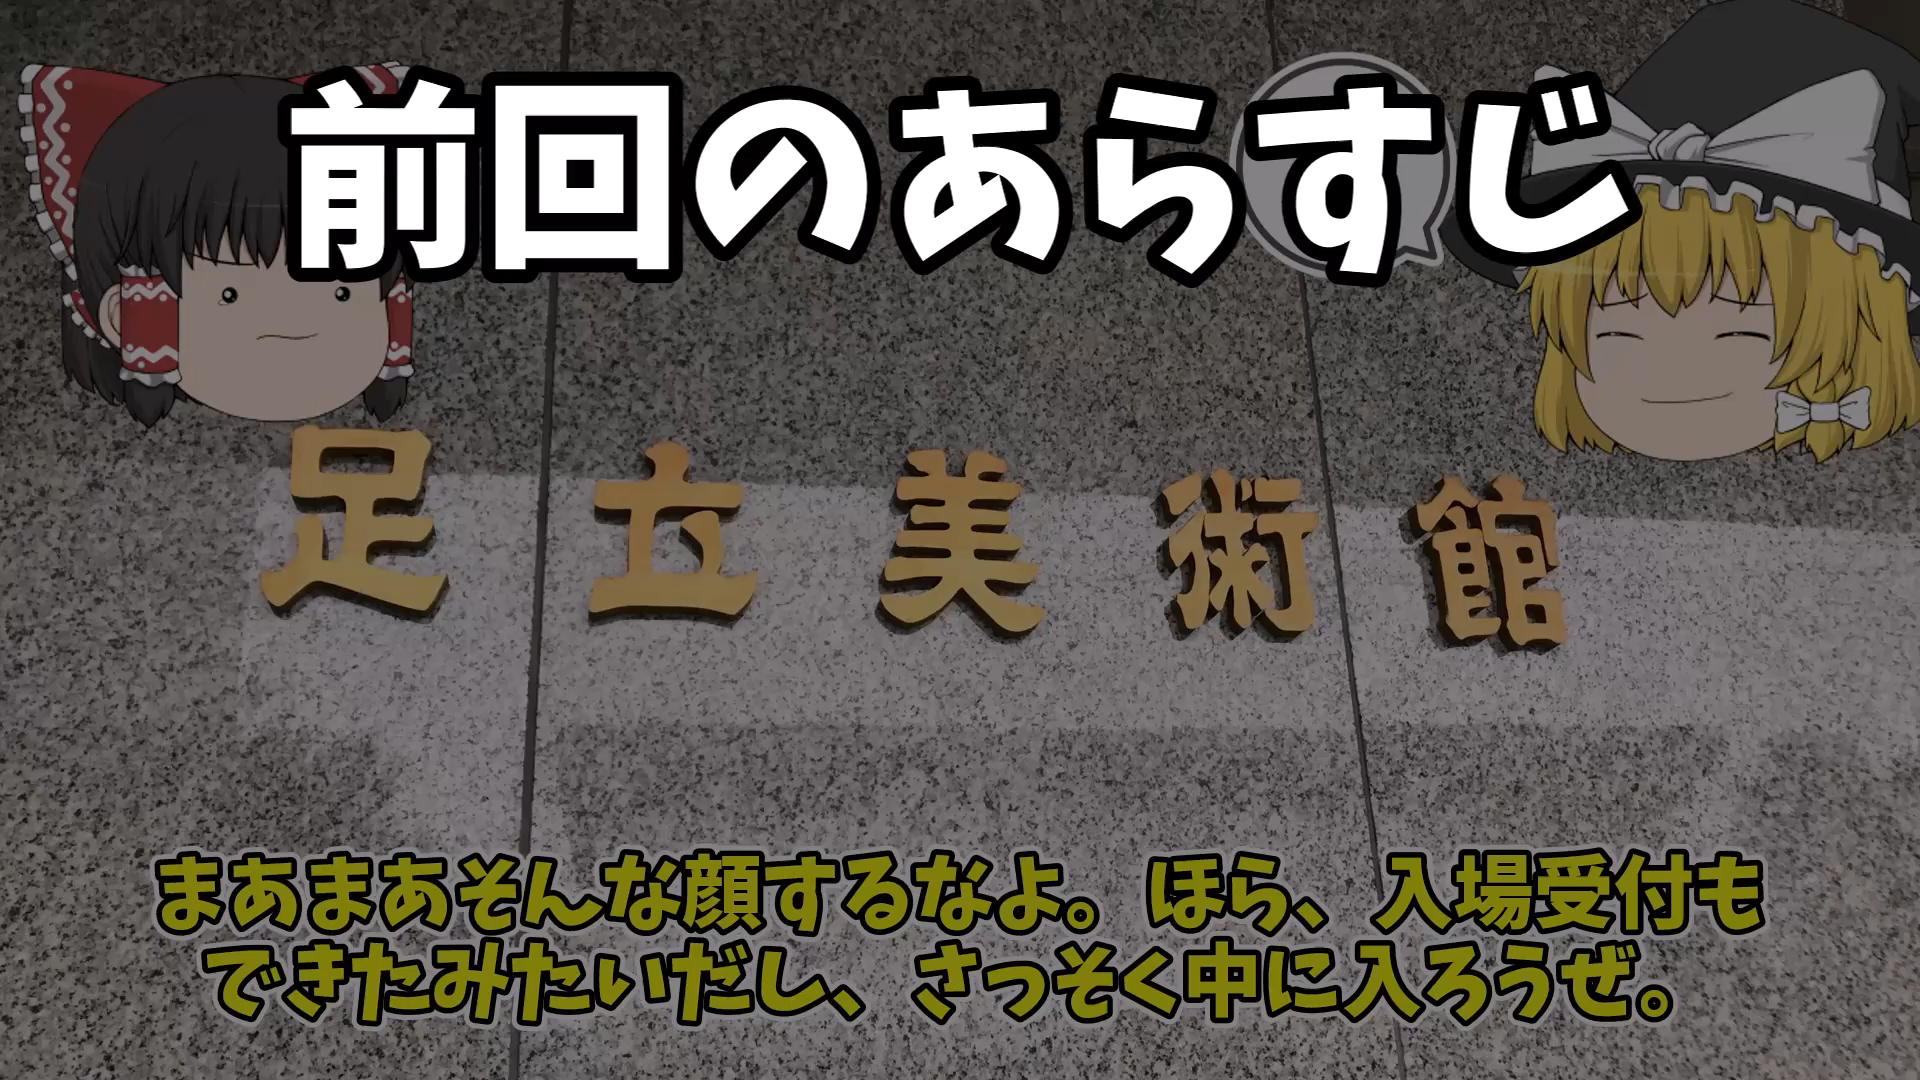 前回のあらすじ
足立美術館
まあまあそんな顔するなよ。ほら、入場受付も
できたみたいだし、さっそく中に入ろうぜ。